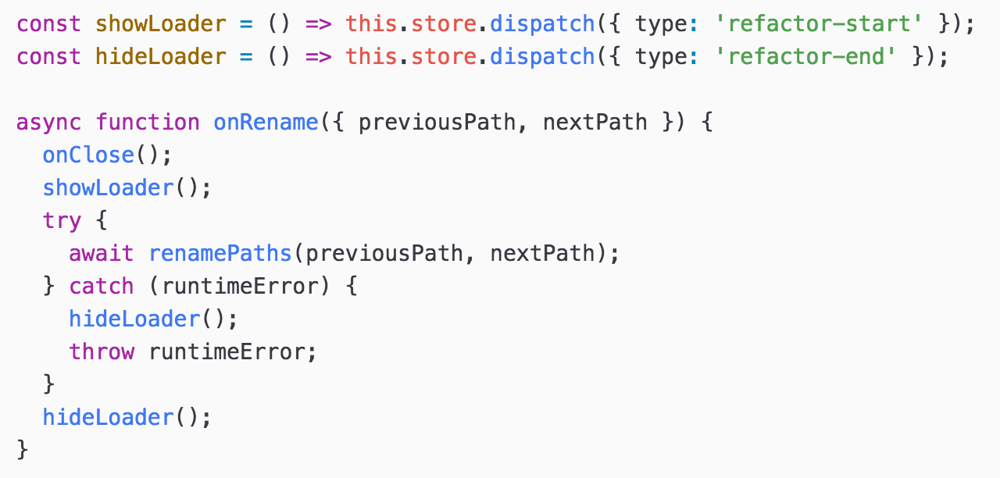 const showLoader = () => this.store.dispatch({ type: 'refactor-start' });
const hideLoader = () => this.store.dispatch({ type: 'refactor-end' });

async function onRename({ previousPath, nextPath }) {
  onClose();
  showLoader();
  try {
    await renamePaths(previousPath, nextPath);
  } catch (runtimeError) {
    hideLoader();
    throw runtimeError;
  }
  hideLoader();
}